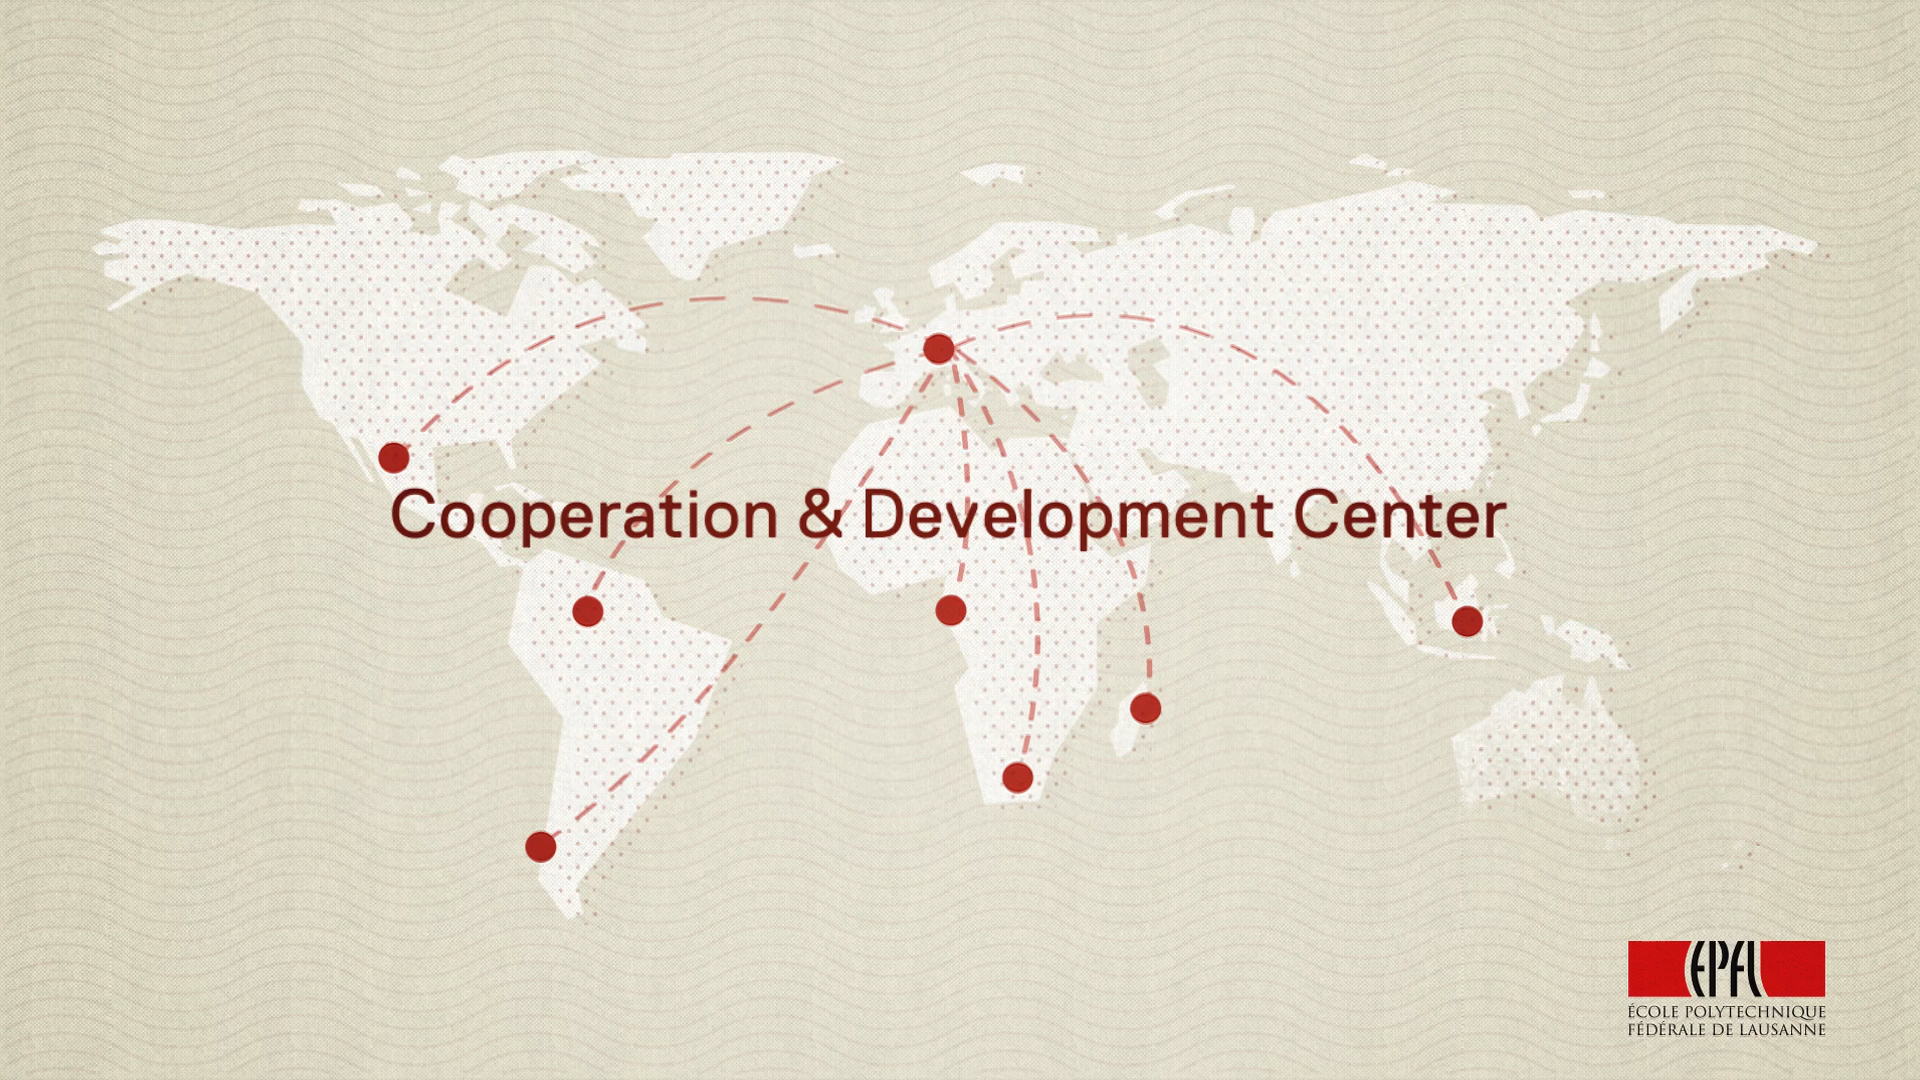 Cooperation & Development Center
EPFL
ÉCOLE POLYTECHNIQUE
FÉDÉRALE DE LAUSANNE